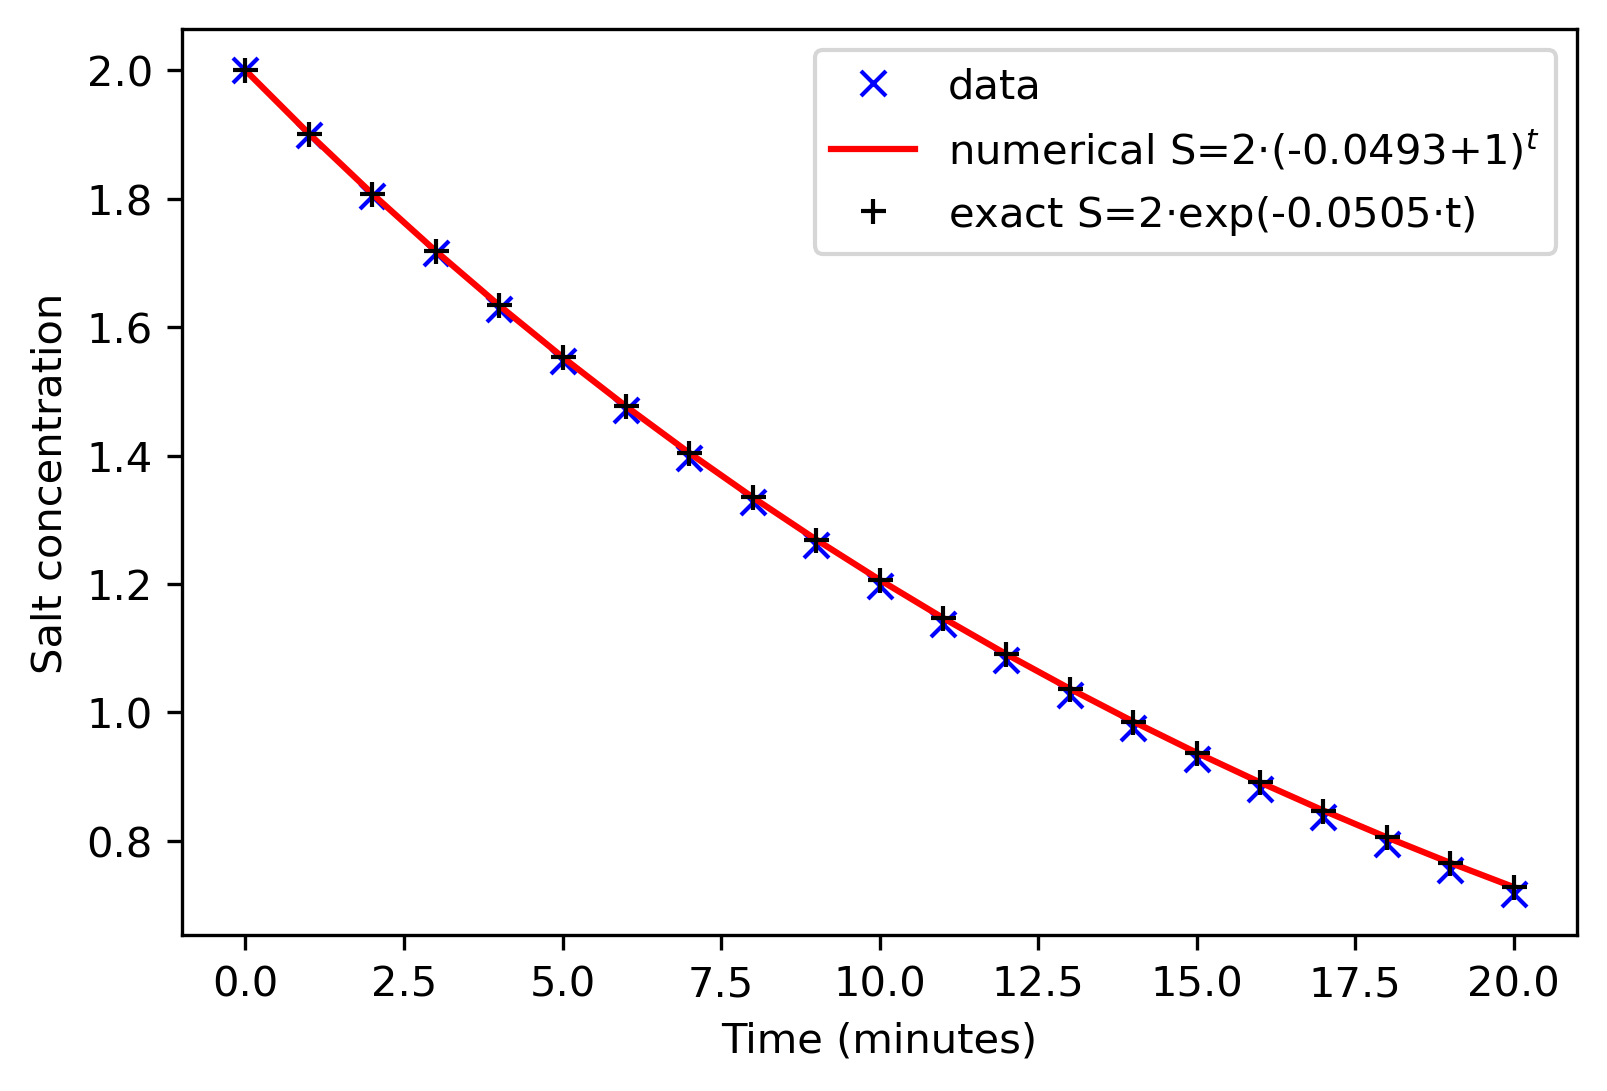 data
numerical S=2·(-0.0493+1)ᵗ
exact S=2·exp(-0.0505·t)
Salt concentration
2.0
1.8
1.6
1.4
1.2
1.0
0.8
0.0 2.5 5.0 7.5 10.0 12.5 15.0 17.5 20.0
Time (minutes)